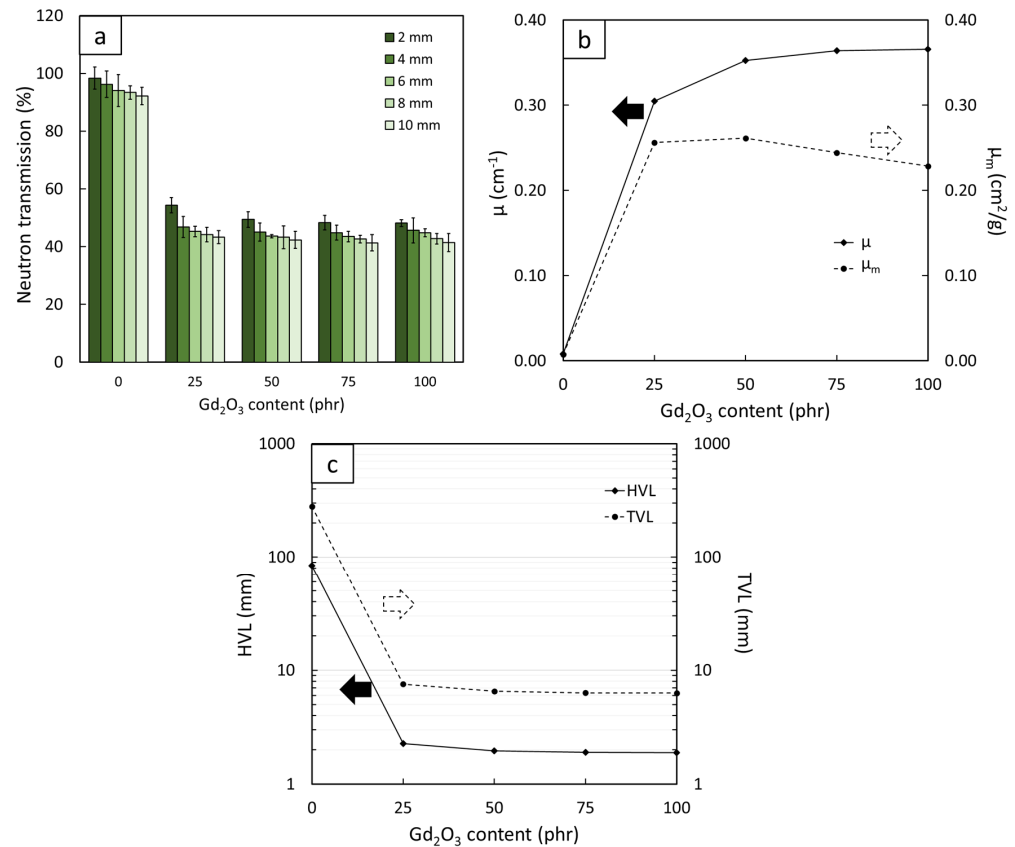 a
120
100
80
60
40
20
0
Neutron transmission (%)
2 mm
4 mm
6 mm
8 mm
10 mm
0 25 50 75 100
Gd₂O₃ content (phr)
b
0.40
0.30
0.20
0.10
0.00
μ (cm⁻¹)
0.40
0.30
0.20
0.10
0.00
μₘ (cm²/g)
μ
μₘ
0 25 50 75 100
Gd₂O₃ content (phr)
c
1000
100
10
1
HVL (mm)
1000
100
10
1
TVL (mm)
HVL
TVL
0 25 50 75 100
Gd₂O₃ content (phr)